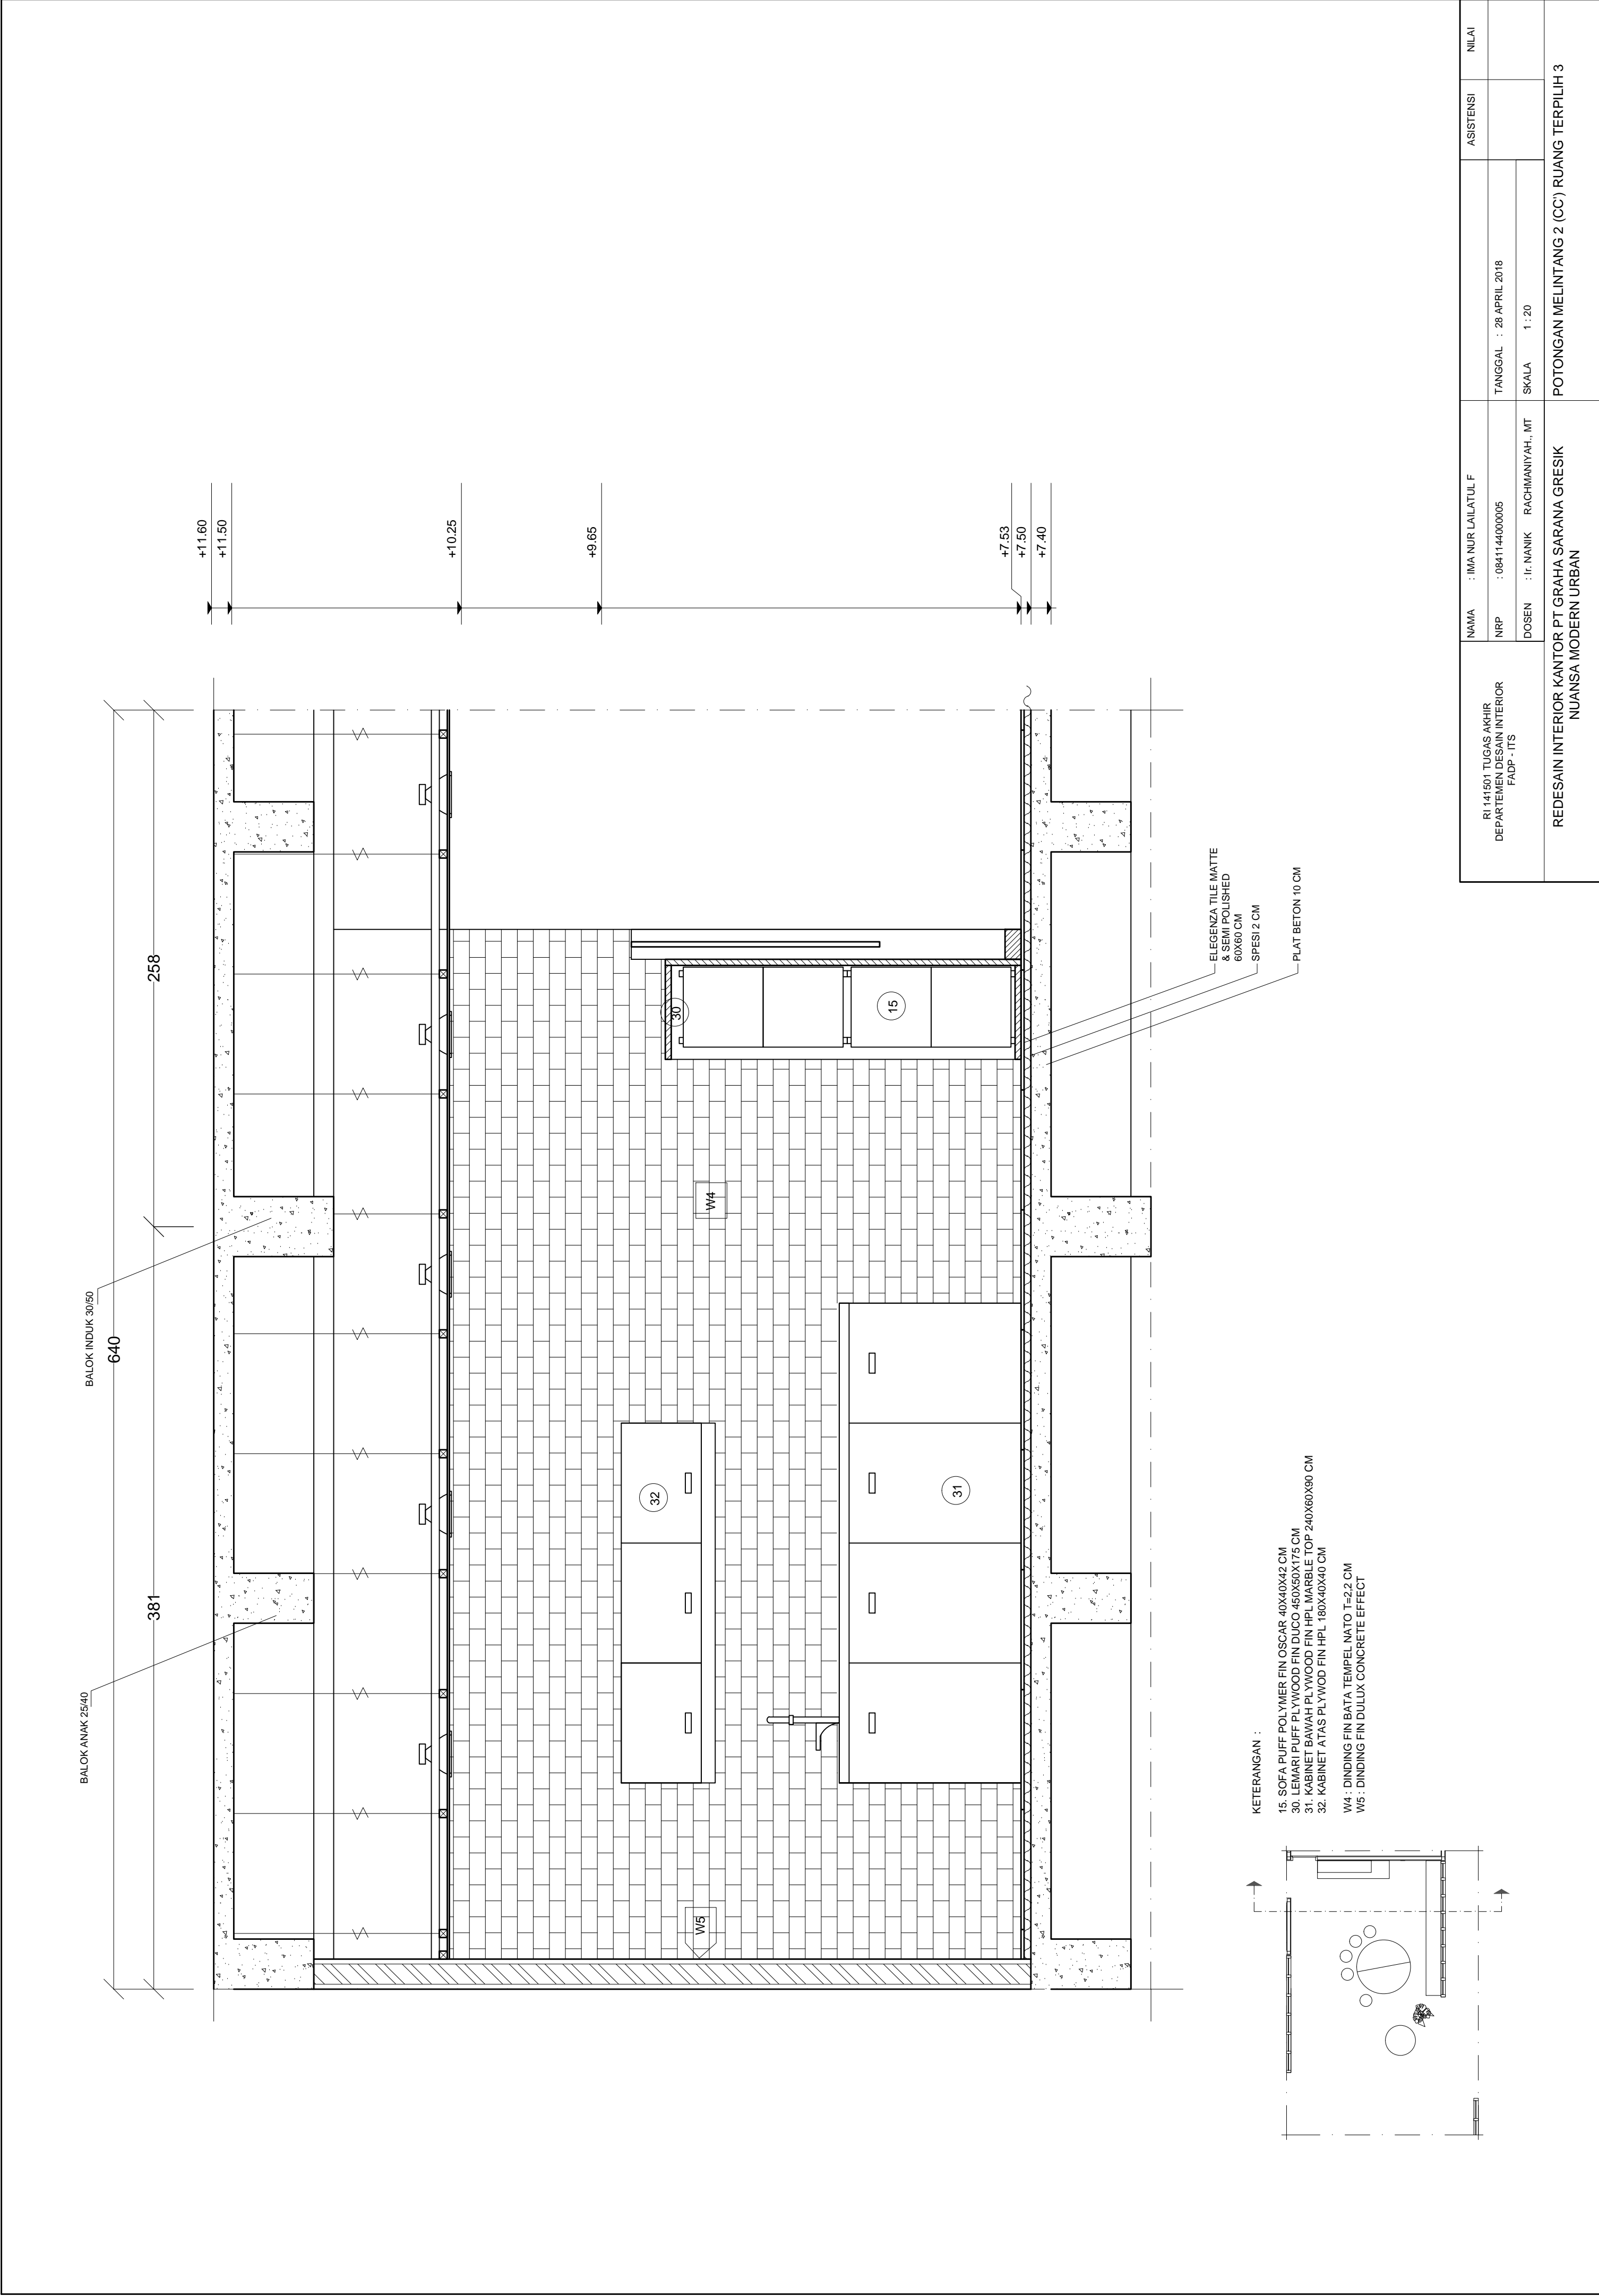 BALOK ANAK 25/40
BALOK INDUK 30/50
640
381
258
+11.60
+11.50
+10.25
+9.65
+7.53
+7.50
+7.40
W5
32
31
W4
30
15
ELEGENZA TILE MATTE
& SEMI POLISHED
60X60 CM
SPESI 2 CM
PLAT BETON 10 CM
KETERANGAN :
15. SOFA PUFF POLYMER FIN OSCAR 40X40X42 CM
30. LEMARI PUFF PLYWOOD FIN DUCO 450X50X175 CM
31. KABINET BAWAH PLYWOOD FIN HPL MARBLE TOP 240X60X90 CM
32. KABINET ATAS PLYWOD FIN HPL 180X40X40 CM
W4 : DINDING FIN BATA TEMPEL NATO T=2,2 CM
W5 : DINDING FIN DULUX CONCRETE EFFECT
RI 141501 TUGAS AKHIR
DEPARTEMEN DESAIN INTERIOR
FADP - ITS
NAMA : IMA NUR LAILATUL F
ASISTENSI
NILAI
NRP : 0841144000005
TANGGAL : 28 APRIL 2018
DOSEN : Ir. NANIK RACHMANIYAH., MT
SKALA 1 : 20
REDESAIN INTERIOR KANTOR PT GRAHA SARANA GRESIK
NUANSA MODERN URBAN
POTONGAN MELINTANG 2 (CC') RUANG TERPILIH 3